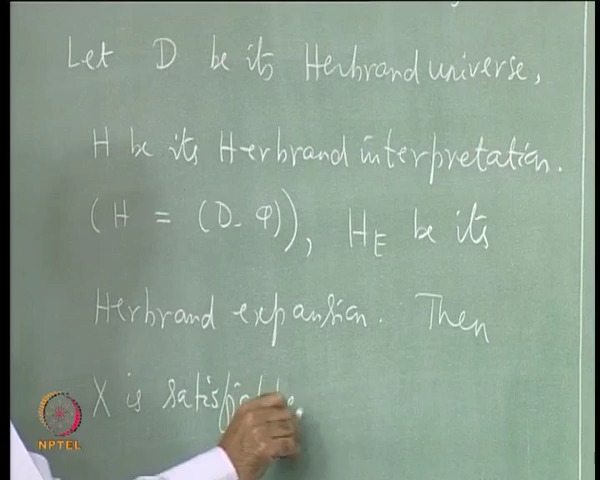 Let D be its Herbrand universe,
H be its Herbrand interpretation.
(H = (D, φ)), H_E be its
Herbrand expansion. Then
X is satisfiable
NPTEL